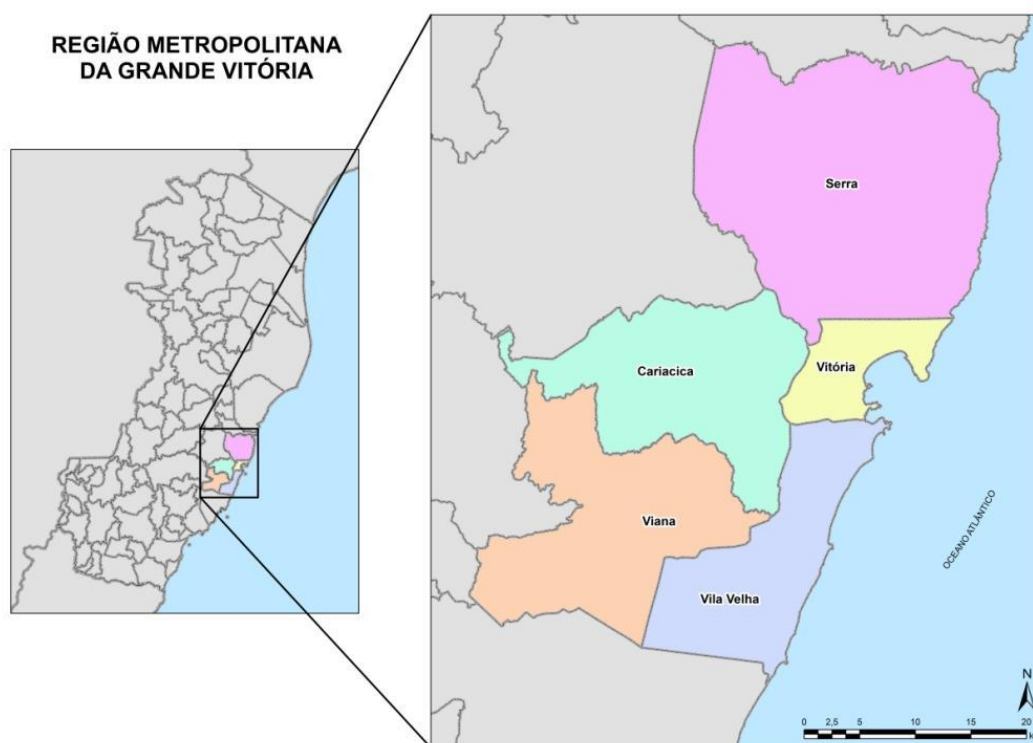 REGIÃO METROPOLITANA
DA GRANDE VITÓRIA
Serra
Cariacica
Vitória
Viana
Vila Velha
OCEANO ATLÂNTICO
N
0 2,5 5 10 15 20